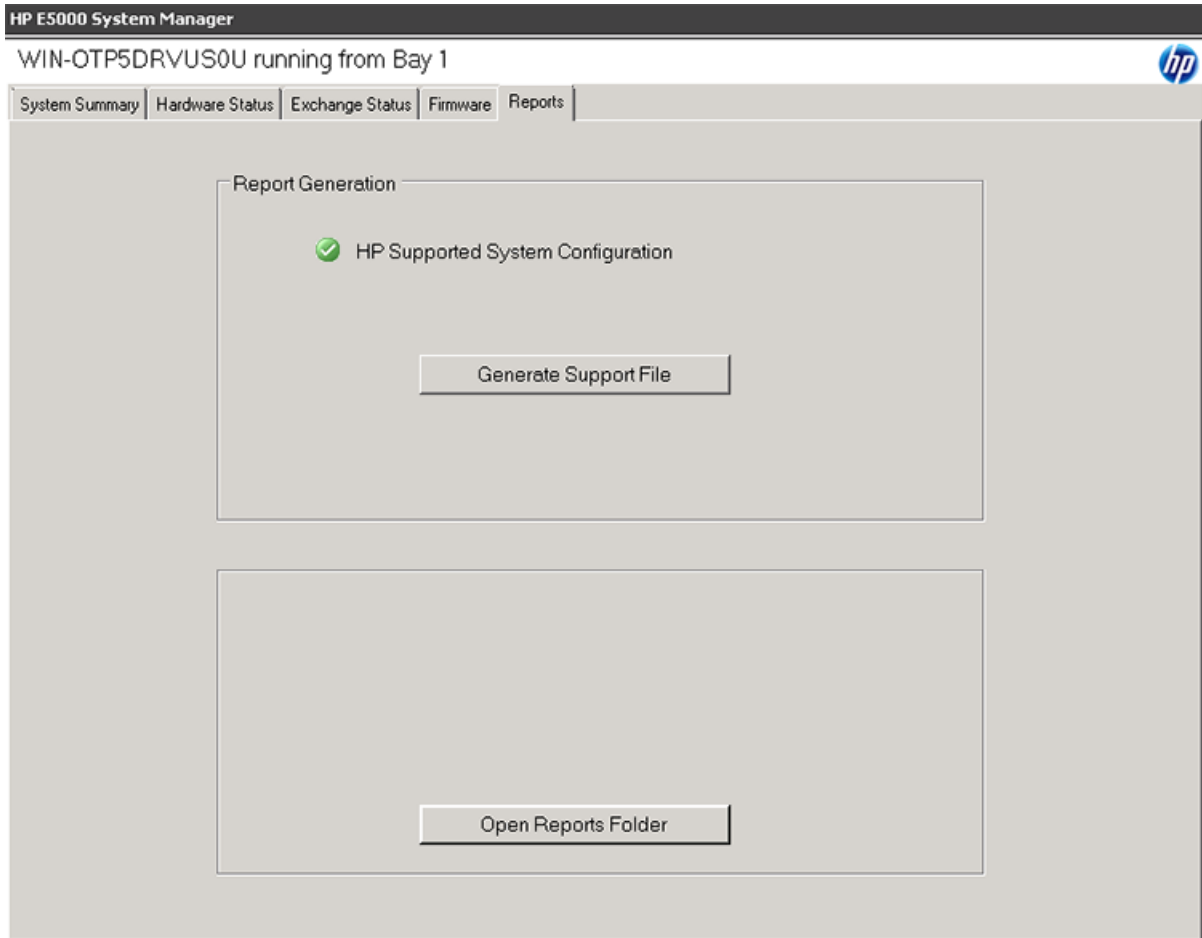 HP E5000 System Manager
WIN-OTP5DRVUS0U running from Bay 1
hp
System Summary Hardware Status Exchange Status Firmware Reports
Report Generation
HP Supported System Configuration
Generate Support File
Open Reports Folder